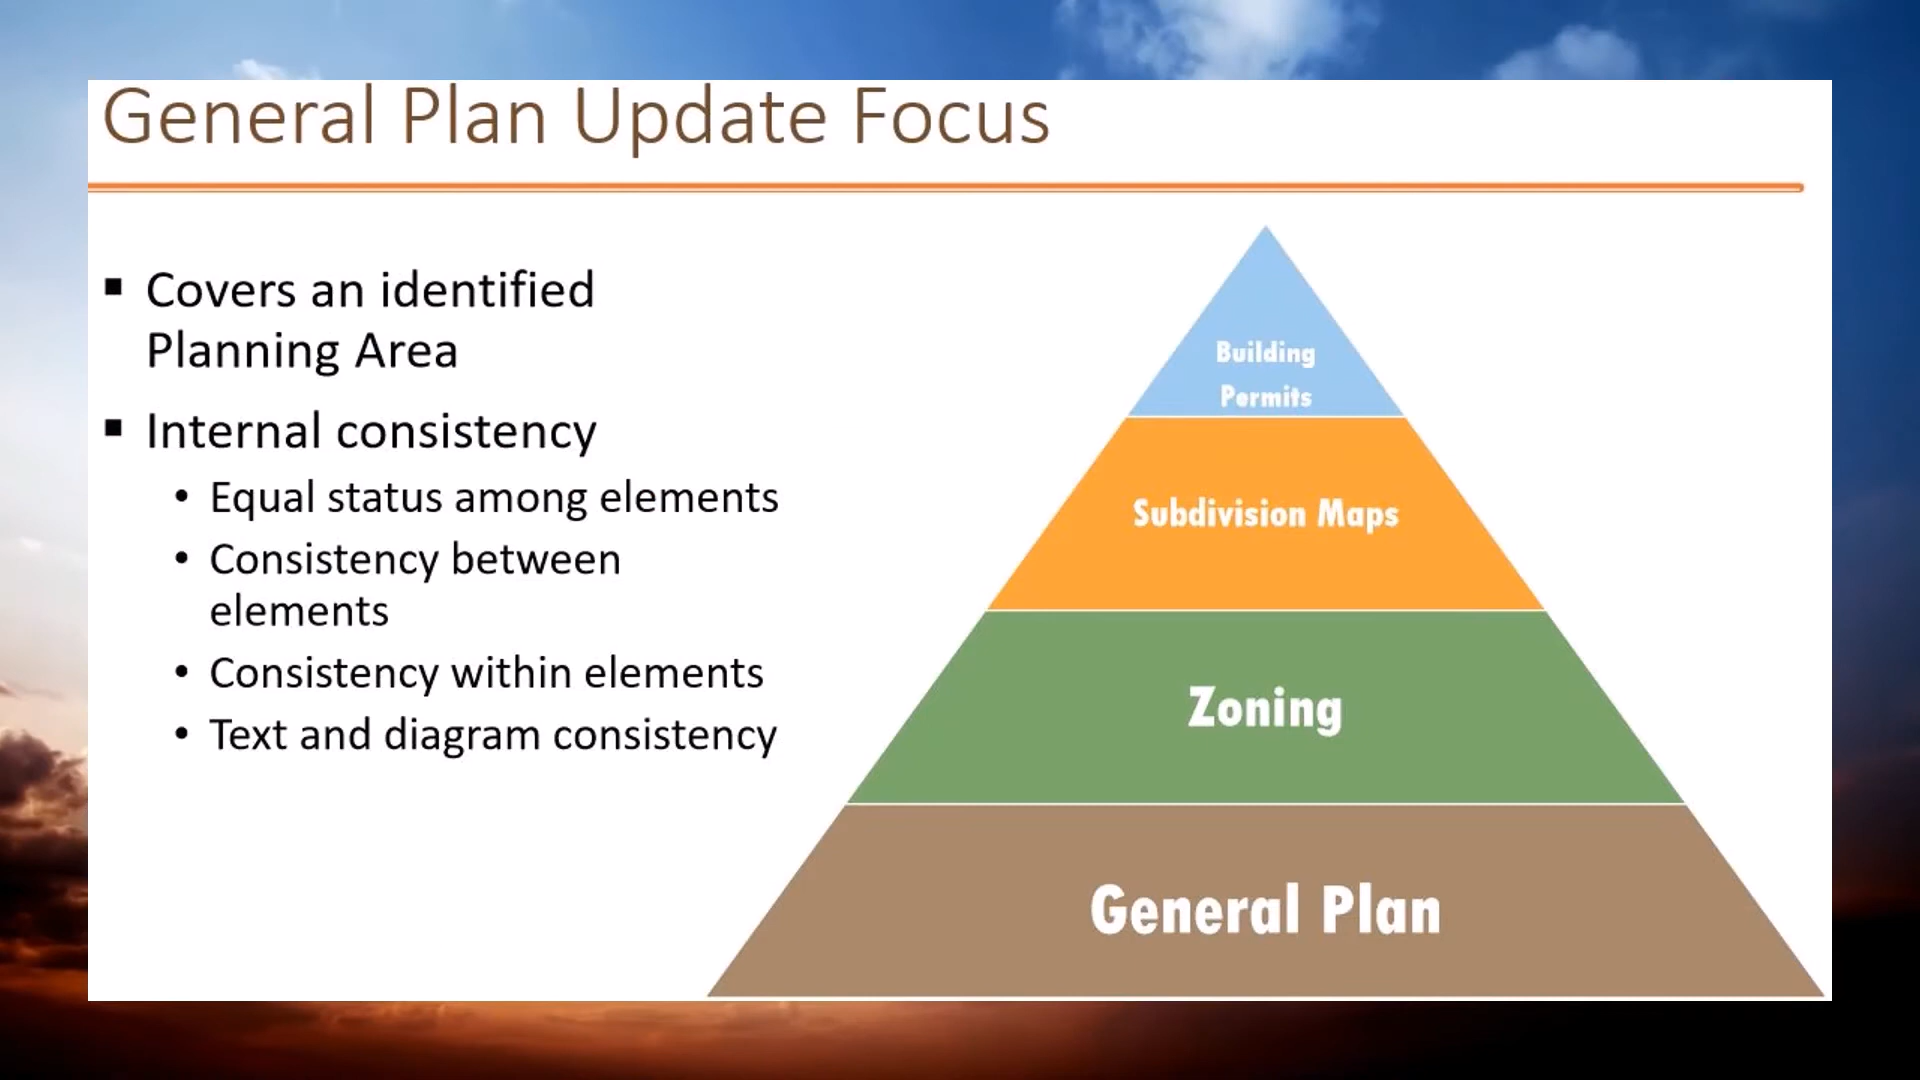 General Plan Update Focus
▪ Covers an identified
Planning Area
▪ Internal consistency
• Equal status among elements
• Consistency between
elements
• Consistency within elements
• Text and diagram consistency
Building
Permits
Subdivision Maps
Zoning
General Plan